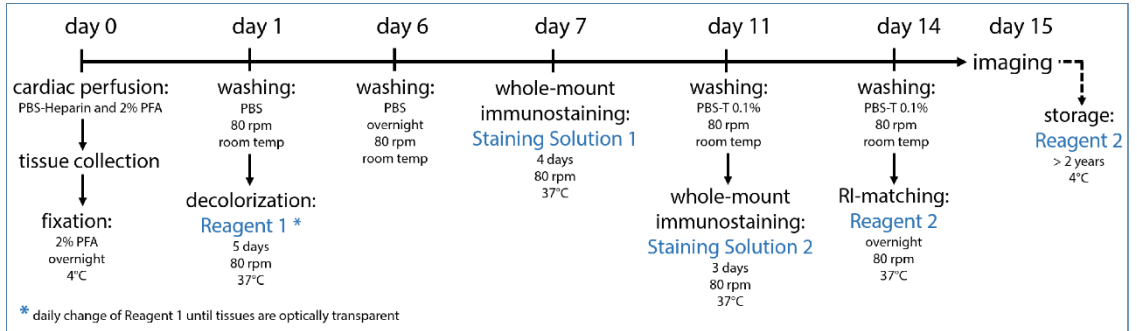 day 0
day 1
day 6
day 7
day 11
day 14
day 15
cardiac perfusion:
PBS-Heparin and 2% PFA
tissue collection
fixation:
2% PFA
overnight
4°C
washing:
PBS
80 rpm
room temp
decolorization:
Reagent 1 *
5 days
80 rpm
37°C
washing:
PBS
overnight
80 rpm
room temp
whole-mount
immunostaining:
Staining Solution 1
4 days
80 rpm
37°C
washing:
PBS-T 0.1%
80 rpm
room temp
whole-mount
immunostaining:
Staining Solution 2
3 days
80 rpm
37°C
washing:
PBS-T 0.1%
80 rpm
room temp
RI-matching:
Reagent 2
overnight
80 rpm
37°C
imaging
storage:
Reagent 2
> 2 years
4°C
* daily change of Reagent 1 until tissues are optically transparent